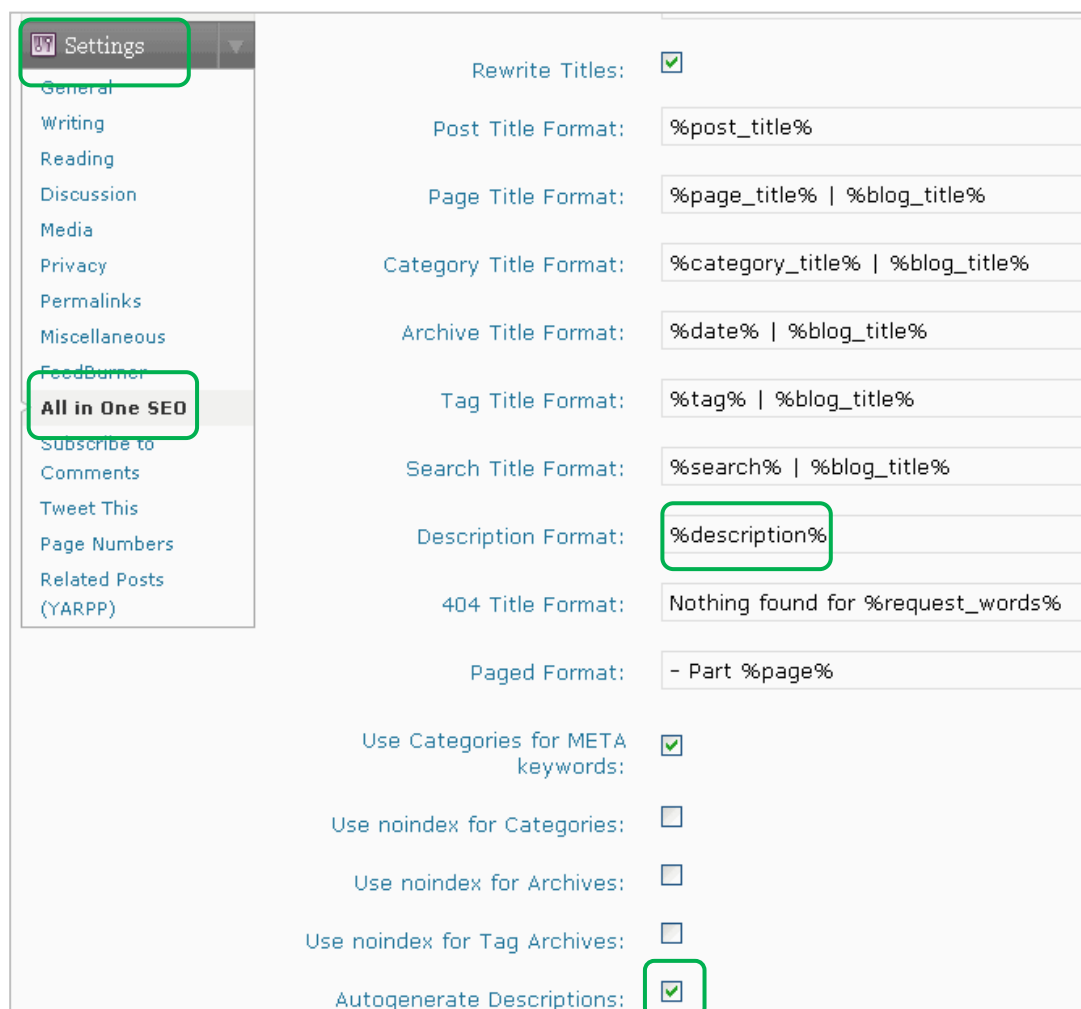 Settings
General
Writing
Reading
Discussion
Media
Privacy
Permalinks
Miscellaneous
FeedBurner
All in One SEO
Subscribe to
Comments
Tweet This
Page Numbers
Related Posts
(YARPP)
Rewrite Titles:
Post Title Format: %post_title%
Page Title Format: %page_title% | %blog_title%
Category Title Format: %category_title% | %blog_title%
Archive Title Format: %date% | %blog_title%
Tag Title Format: %tag% | %blog_title%
Search Title Format: %search% | %blog_title%
Description Format: %description%
404 Title Format: Nothing found for %request_words%
Paged Format: - Part %page%
Use Categories for META
keywords:
Use noindex for Categories:
Use noindex for Archives:
Use noindex for Tag Archives:
Autogenerate Descriptions: